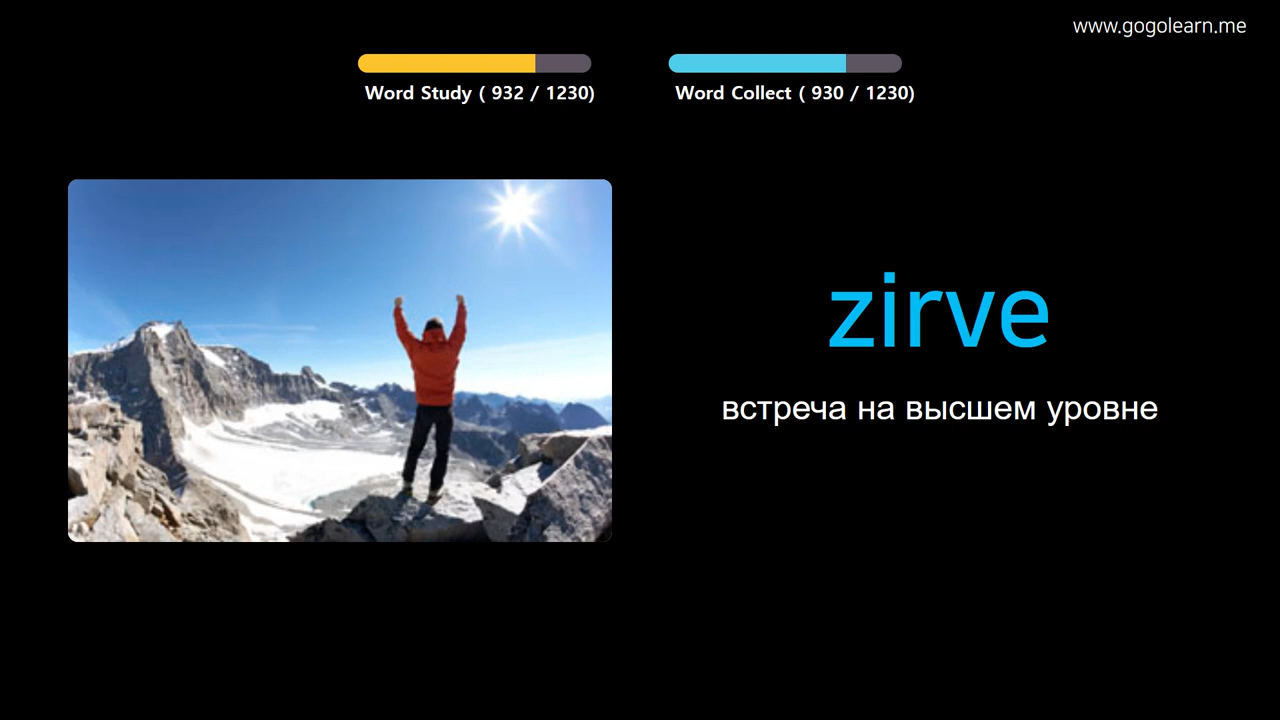 www.gogolearn.me
Word Study ( 932 / 1230)
Word Collect ( 930 / 1230)
zirve
встреча на высшем уровне